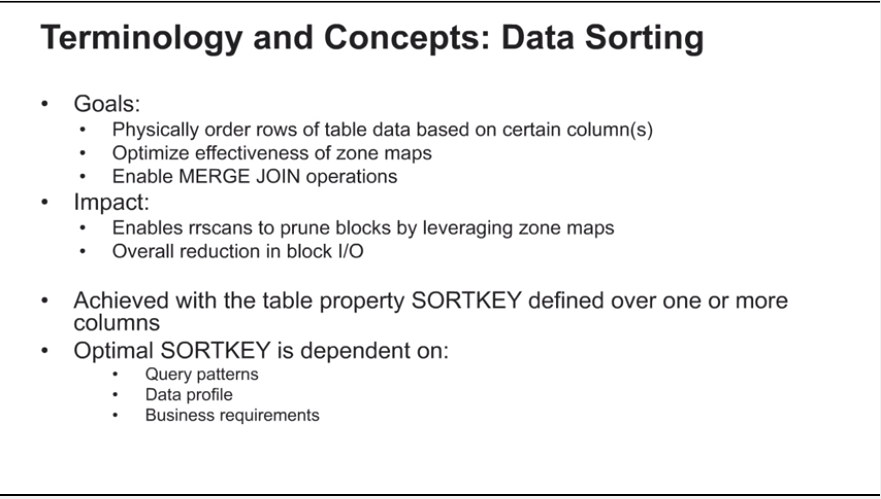 Terminology and Concepts: Data Sorting
• Goals:
• Physically order rows of table data based on certain column(s)
• Optimize effectiveness of zone maps
• Enable MERGE JOIN operations
• Impact:
• Enables rrscans to prune blocks by leveraging zone maps
• Overall reduction in block I/O
• Achieved with the table property SORTKEY defined over one or more
columns
• Optimal SORTKEY is dependent on:
• Query patterns
• Data profile
• Business requirements